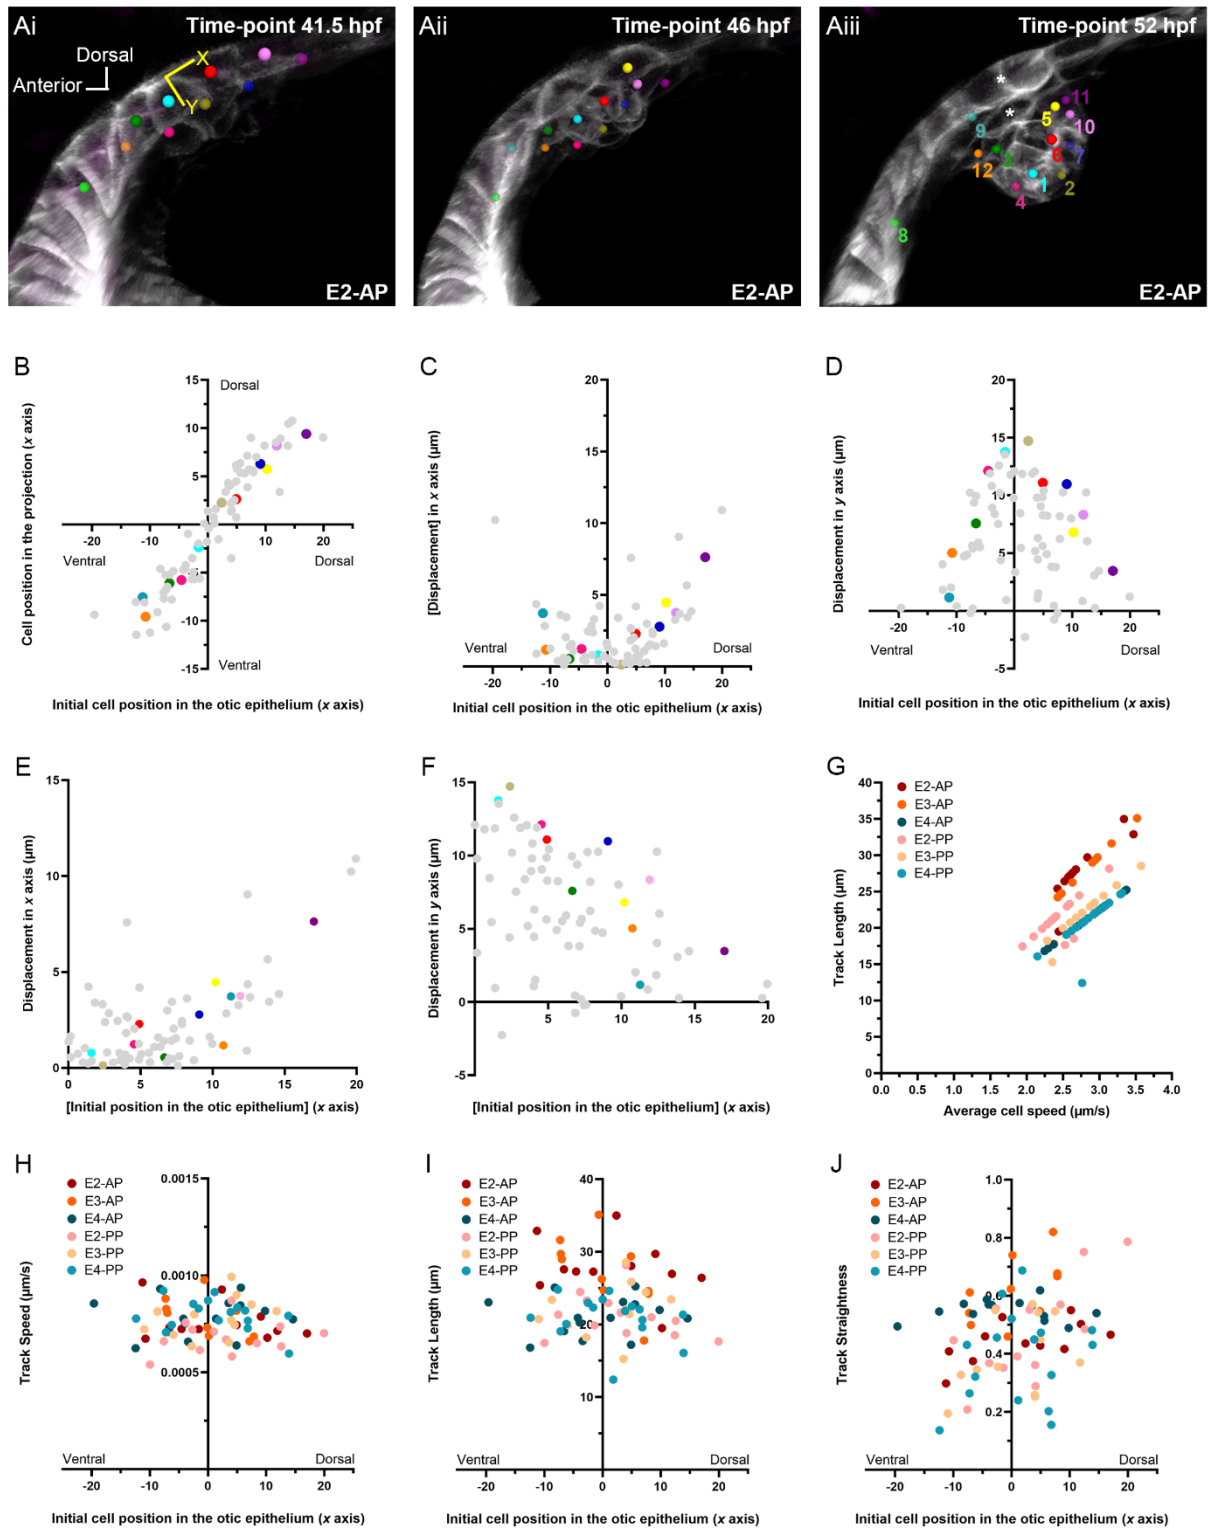 Ai
Time-point 41.5 hpf
Dorsal
Anterior
X
Y
E2-AP
Aii
Time-point 46 hpf
E2-AP
Aiii
Time-point 52 hpf
*
*
11
5
10
9
6
7
3
12
1
2
4
8
E2-AP
B
15
Dorsal
10
5
-20
-10
10
20
Ventral
Dorsal
-5
-10
-15
Ventral
Cell position in the projection (x axis)
Initial cell position in the otic epithelium (x axis)
C
20
15
10
5
Ventral
Dorsal
-20
-10
0
10
20
[Displacement] in x axis (µm)
Initial cell position in the otic epithelium (x axis)
D
20
15
10
5
-20
-10
10
20
Ventral
Dorsal
-5
Displacement in y axis (µm)
Initial cell position in the otic epithelium (x axis)
E
15
10
5
0
0
5
10
15
20
Displacement in x axis (µm)
[Initial position in the otic epithelium] (x axis)
F
15
10
5
0
-5
5
10
15
20
Displacement in y axis (µm)
[Initial position in the otic epithelium] (x axis)
G
40
35
30
25
20
15
10
5
0
E2-AP
E3-AP
E4-AP
E2-PP
E3-PP
E4-PP
0.0
0.5
1.0
1.5
2.0
2.5
3.0
3.5
4.0
Track Length (µm)
Average cell speed (µm/s)
H
E2-AP
E3-AP
E4-AP
E2-PP
E3-PP
E4-PP
0.0015
0.0010
0.0005
Ventral
Dorsal
-20
-10
0
10
20
Track Speed (µm/s)
Initial cell position in the otic epithelium (x axis)
I
E2-AP
E3-AP
E4-AP
E2-PP
E3-PP
E4-PP
40
30
20
10
Ventral
Dorsal
-20
-10
0
10
20
Track Length (µm)
Initial cell position in the otic epithelium (x axis)
J
E2-AP
E3-AP
E4-AP
E2-PP
E3-PP
E4-PP
1.0
0.8
0.6
0.4
0.2
Ventral
Dorsal
-20
-10
0
10
20
Track Straightness
Initial cell position in the otic epithelium (x axis)